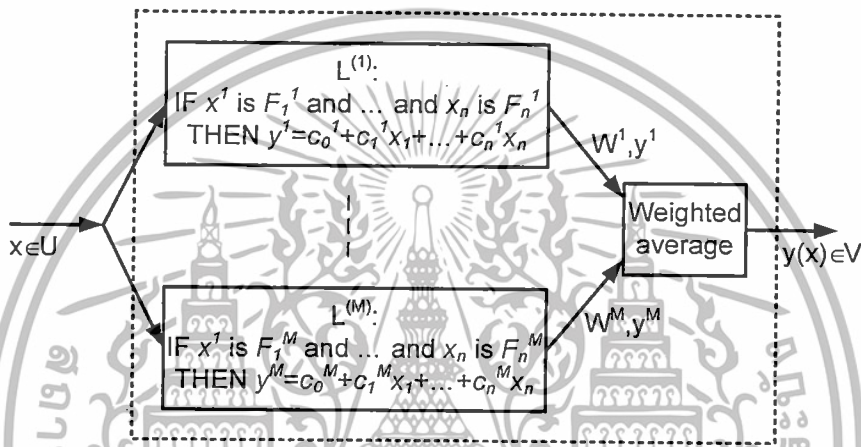 L⁽¹⁾:
IF x¹ is F₁¹ and ... and xₙ is Fₙ¹
THEN y¹=c₀¹+c₁¹x₁+...+cₙ¹xₙ
W¹,y¹
x∈U
Weighted
average
y(x)∈V
L⁽ᴹ⁾:
IF x¹ is F₁ᴹ and ... and xₙ is Fₙᴹ
THEN yᴹ=c₀ᴹ+c₁ᴹx₁+...+cₙᴹxₙ
Wᴹ,yᴹ